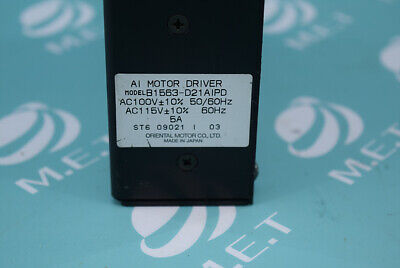 AI MOTOR DRIVER
MODEL B1563-D21AIPD
AC100V±10% 50/60Hz
AC115V±10% 60Hz
5A
ST6 09021 I 03
ORIENTAL MOTOR CO., LTD.
MADE IN JAPAN
M.E.T
M.E.T
M.E.T